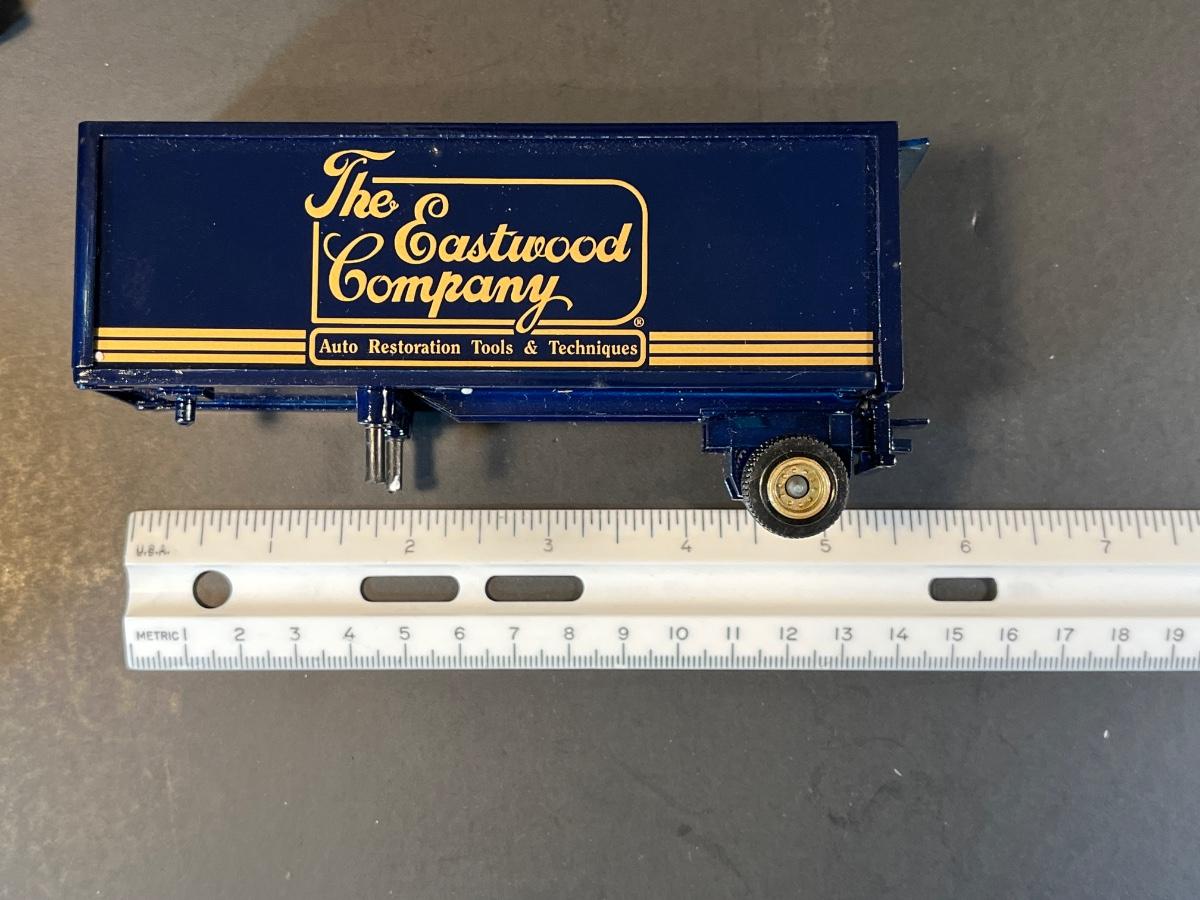 The
Eastwood
Company
®
Auto Restoration Tools & Techniques
1 2 3 4 5 6 7
U.S.A.
METRIC 1 2 3 4 5 6 7 8 9 10 11 12 13 14 15 16 17 18 19